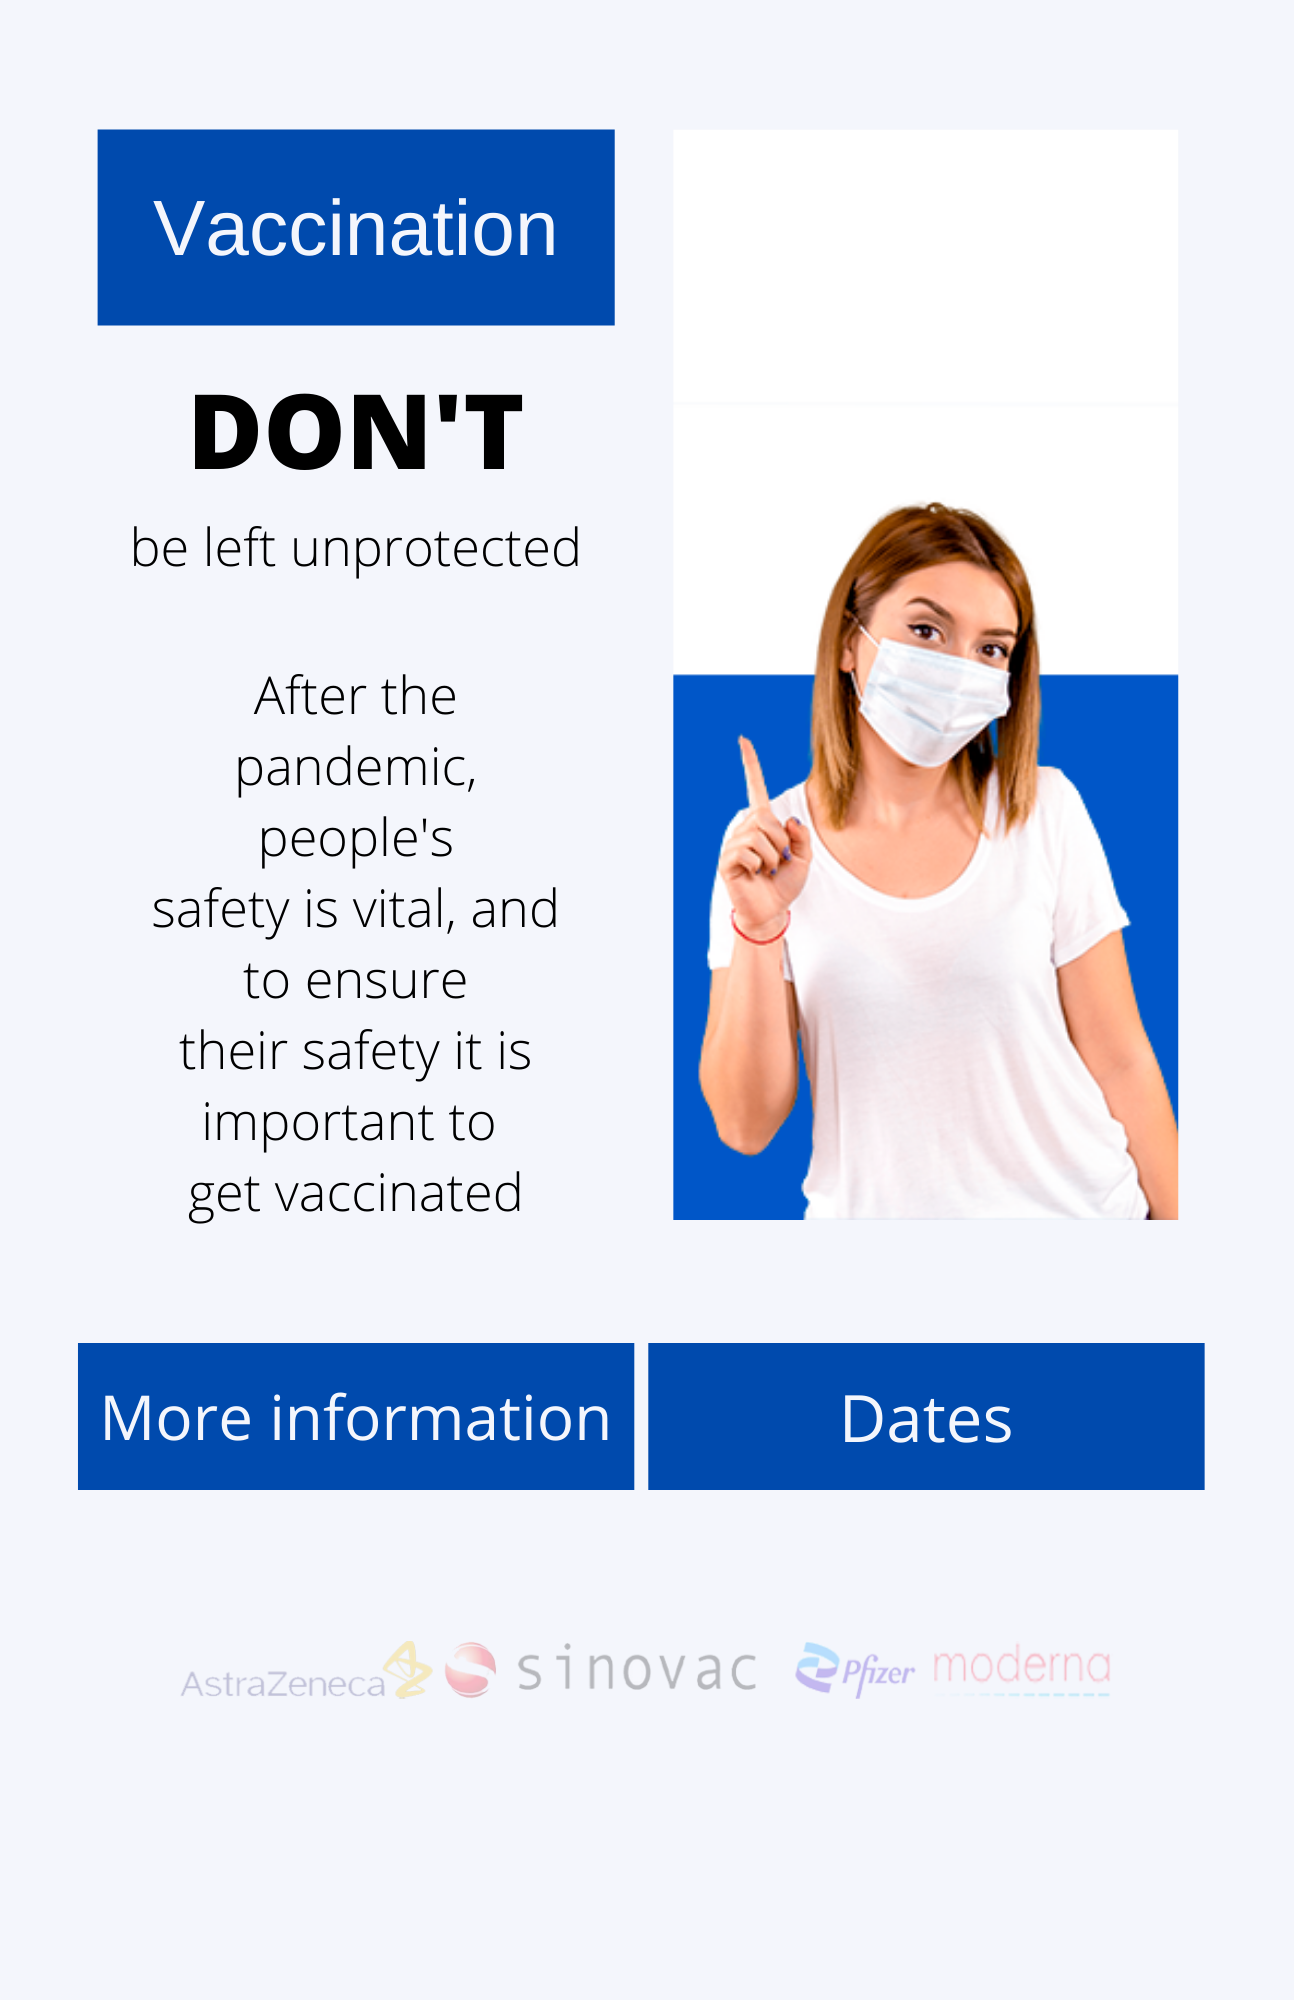 Vaccination
DON'T
be left unprotected
After the
pandemic,
people's
safety is vital, and
to ensure
their safety it is
important to
get vaccinated
More information
Dates
AstraZeneca
sinovac
Pfizer
moderna